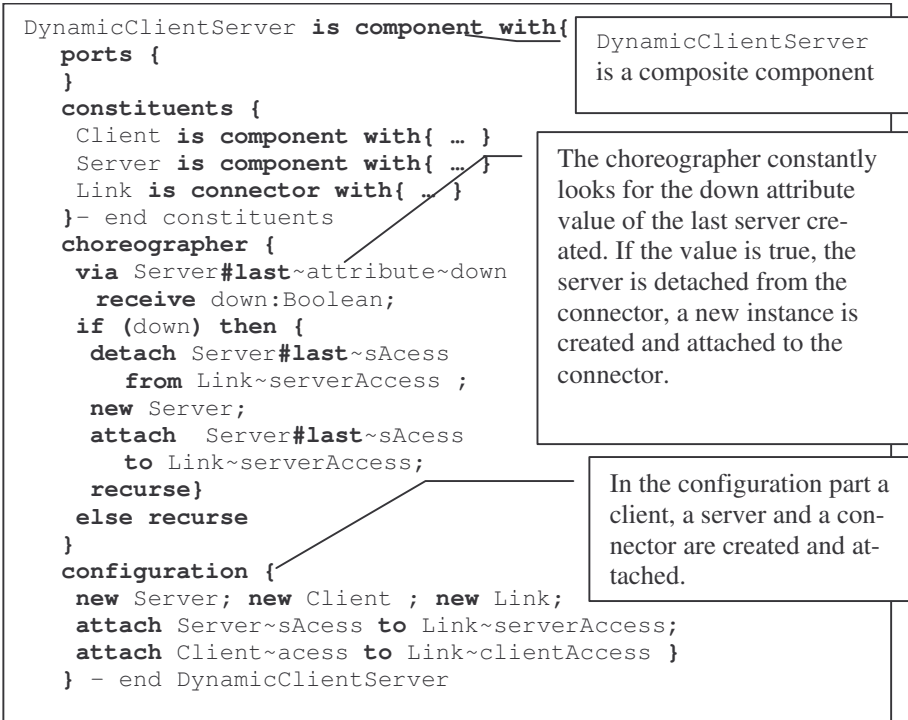 DynamicClientServer is component with{
ports {
}
constituents {
Client is component with{ … }
Server is component with{ … }
Link is connector with{ … }
}– end constituents
choreographer {
via Server#last~attribute~down
receive down:Boolean;
if (down) then {
detach Server#last~sAcess
from Link~serverAccess ;
new Server;
attach Server#last~sAcess
to Link~serverAccess;
recurse}
else recurse
}
configuration {
new Server; new Client ; new Link;
attach Server~sAcess to Link~serverAccess;
attach Client~acess to Link~clientAccess }
} – end DynamicClientServer
DynamicClientServer
is a composite component
The choreographer constantly
looks for the down attribute
value of the last server cre-
ated. If the value is true, the
server is detached from the
connector, a new instance is
created and attached to the
connector.
In the configuration part a
client, a server and a con-
nector are created and at-
tached.